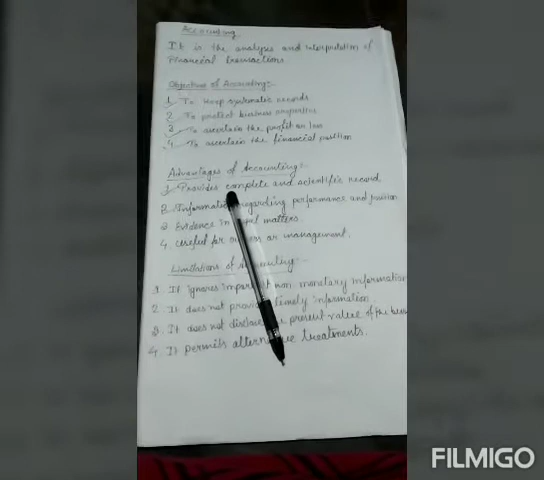 Accounting
It is the analyses and interpretation of
Financial transactions
Objectives of Accounting:-
1. To keep systematic records
2. To protect business properties
3. To ascertain the profit or loss
4. To ascertain the financial position
Advantages of Accounting:-
1. Provides complete and scientific record
2. Information regarding performance and position
3. Evidence in legal matters.
4. Useful for or management.
Limitations of Accounting:-
1. It ignores important non monetary information
2. It does not provide timely information
3. It does not disclose the present value of the
4. It permits alternative treatments.
FILMIGO